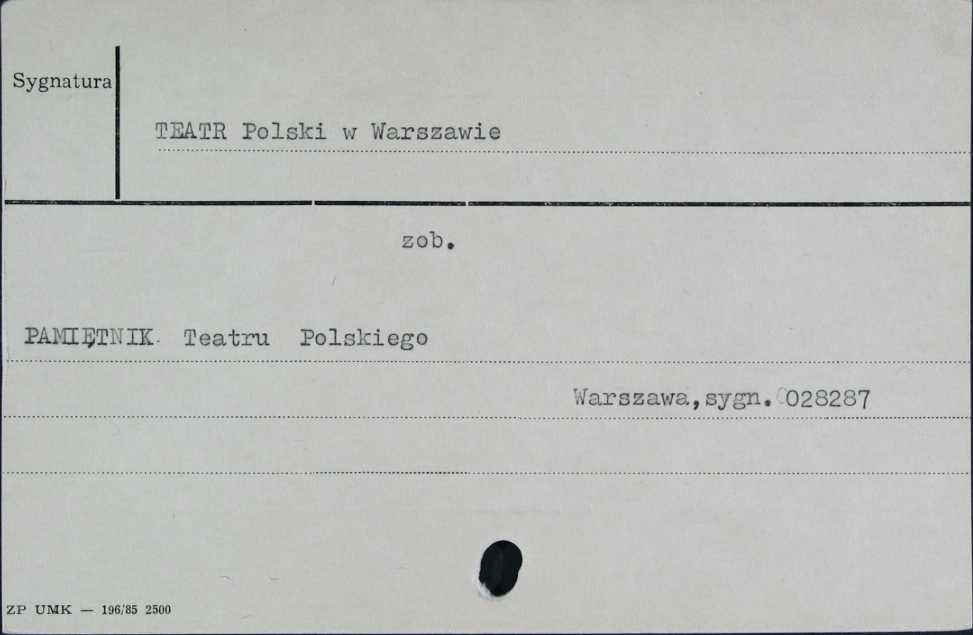 Sygnatura
TEATR Polski w Warszawie
zob.
PAMIĘTNIK Teatru Polskiego
Warszawa,sygn. 028287
ZP UMK — 196/85 2500